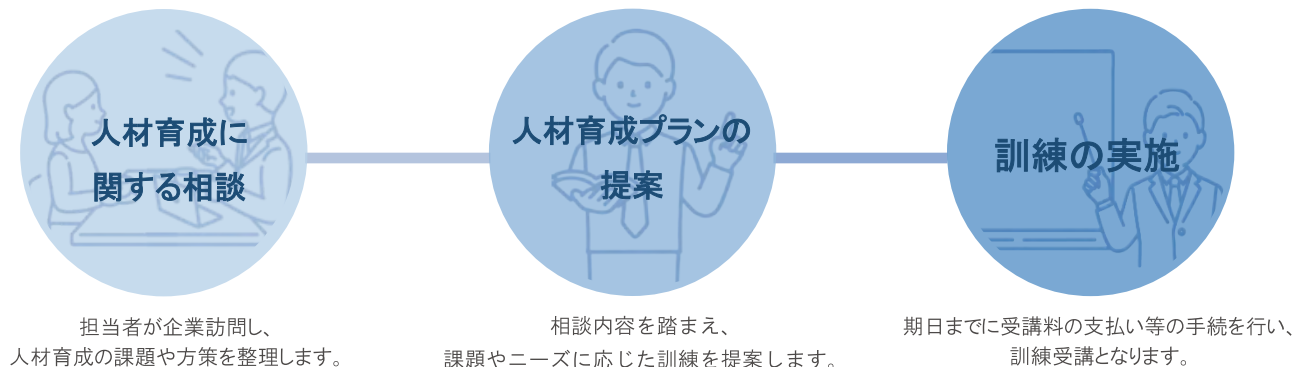 人材育成に
関する相談
担当者が企業訪問し、
人材育成の課題や方策を整理します。
人材育成プランの
提案
相談内容を踏まえ、
課題やニーズに応じた訓練を提案します。
訓練の実施
期日までに受講料の支払い等の手続を行い、
訓練受講となります。